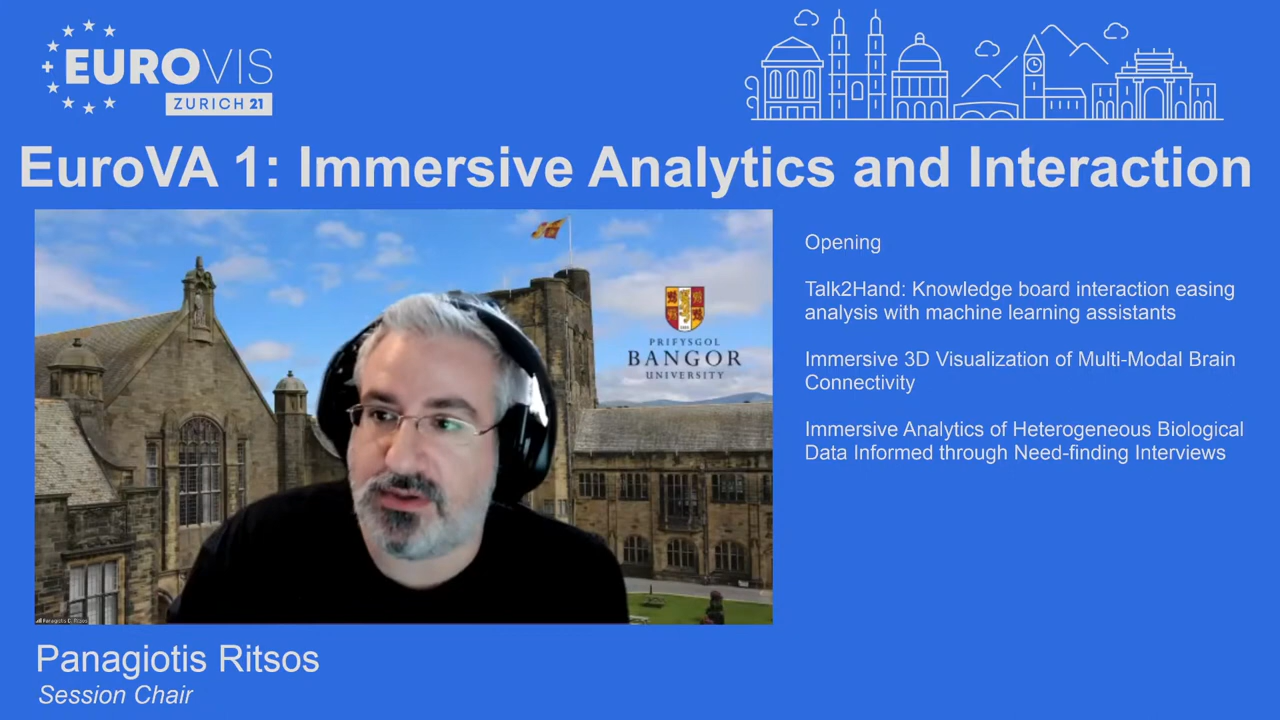 EUROVIS
ZURICH 21
EuroVA 1: Immersive Analytics and Interaction
PRIFYSGOL
BANGOR
UNIVERSITY
Opening
Talk2Hand: Knowledge board interaction easing
analysis with machine learning assistants
Immersive 3D Visualization of Multi-Modal Brain
Connectivity
Immersive Analytics of Heterogeneous Biological
Data Informed through Need-finding Interviews
Panagiotis D. Ritsos
Panagiotis Ritsos
Session Chair